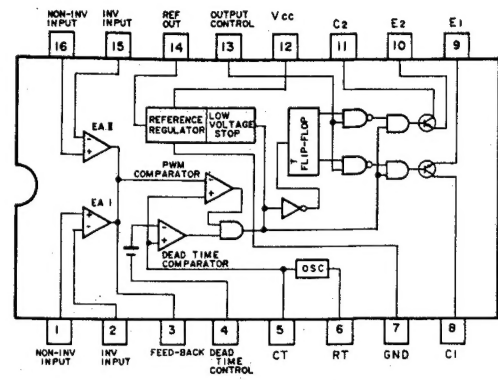 NON-INV INPUT
INV INPUT
REF OUT
OUTPUT CONTROL
Vcc
C2
E2
E1
16
15
14
13
12
11
10
9
EA.II
-
+
REFERENCE REGULATOR
LOW VOLTAGE STOP
T FLIP-FLOP
PWM COMPARATOR
-
+
EA I
+
-
-
+
DEAD TIME COMPARATOR
OSC
1
2
3
4
5
6
7
8
NON-INV INPUT
INV INPUT
FEED-BACK
DEAD TIME CONTROL
CT
RT
GND
C1